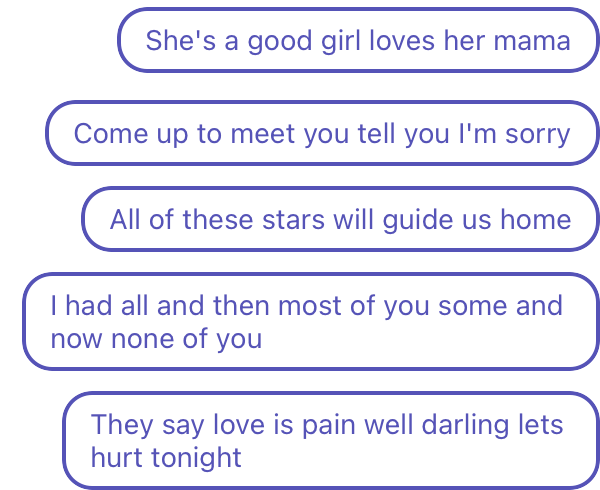 She's a good girl loves her mama
Come up to meet you tell you I'm sorry
All of these stars will guide us home
I had all and then most of you some and
now none of you
They say love is pain well darling lets
hurt tonight